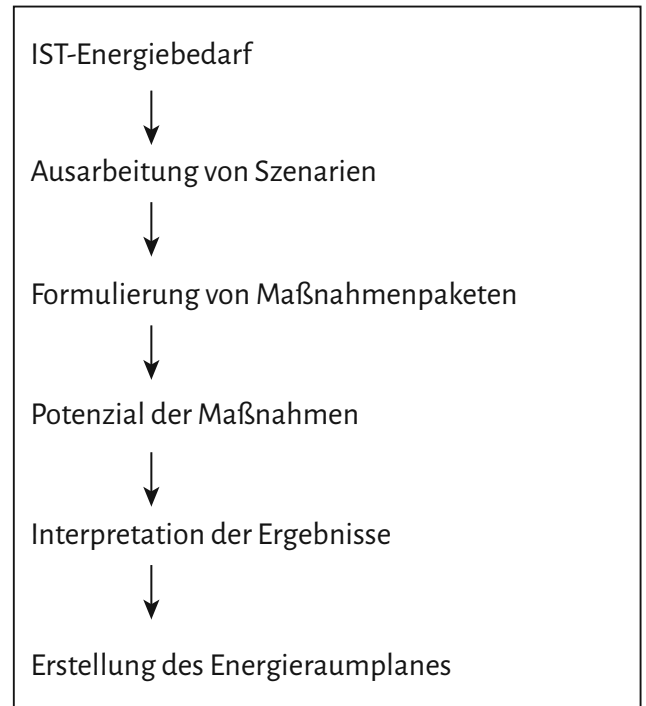 IST-Energiebedarf
Ausarbeitung von Szenarien
Formulierung von Maßnahmenpaketen
Potenzial der Maßnahmen
Interpretation der Ergebnisse
Erstellung des Energieraumplanes